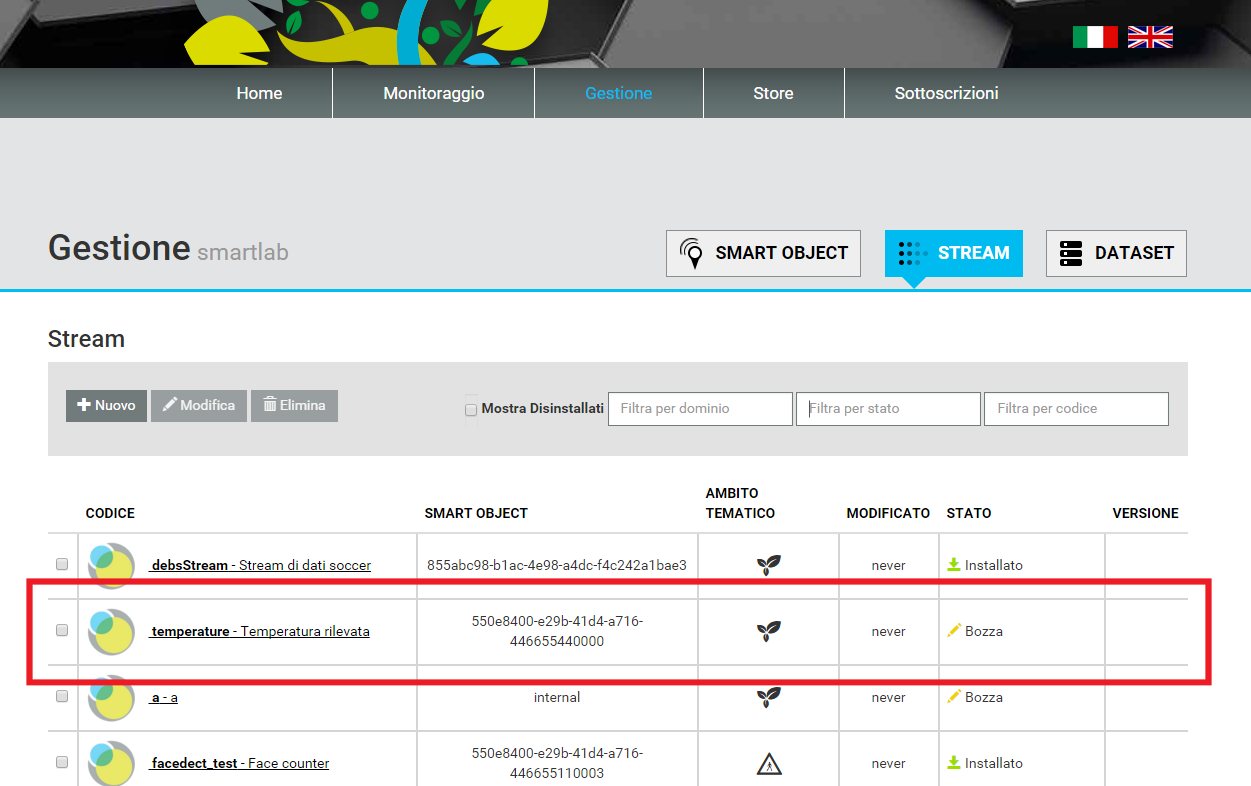 Home Monitoraggio Gestione Store Sottoscrizioni
Gestione smartlab
SMART OBJECT STREAM DATASET
Stream
Nuovo Modifica Elimina Mostra Disinstallati Filtra per dominio Filtra per stato Filtra per codice
CODICE SMART OBJECT AMBITO TEMATICO MODIFICATO STATO VERSIONE
debsStream - Stream di dati soccer 855abc98-b1ac-4e98-a4dc-f4c242a1bae3 never Installato
temperature - Temperatura rilevata 550e8400-e29b-41d4-a716-446655440000 never Bozza
a - a internal never Bozza
facedect_test - Face counter 550e8400-e29b-41d4-a716-446655110003 never Installato